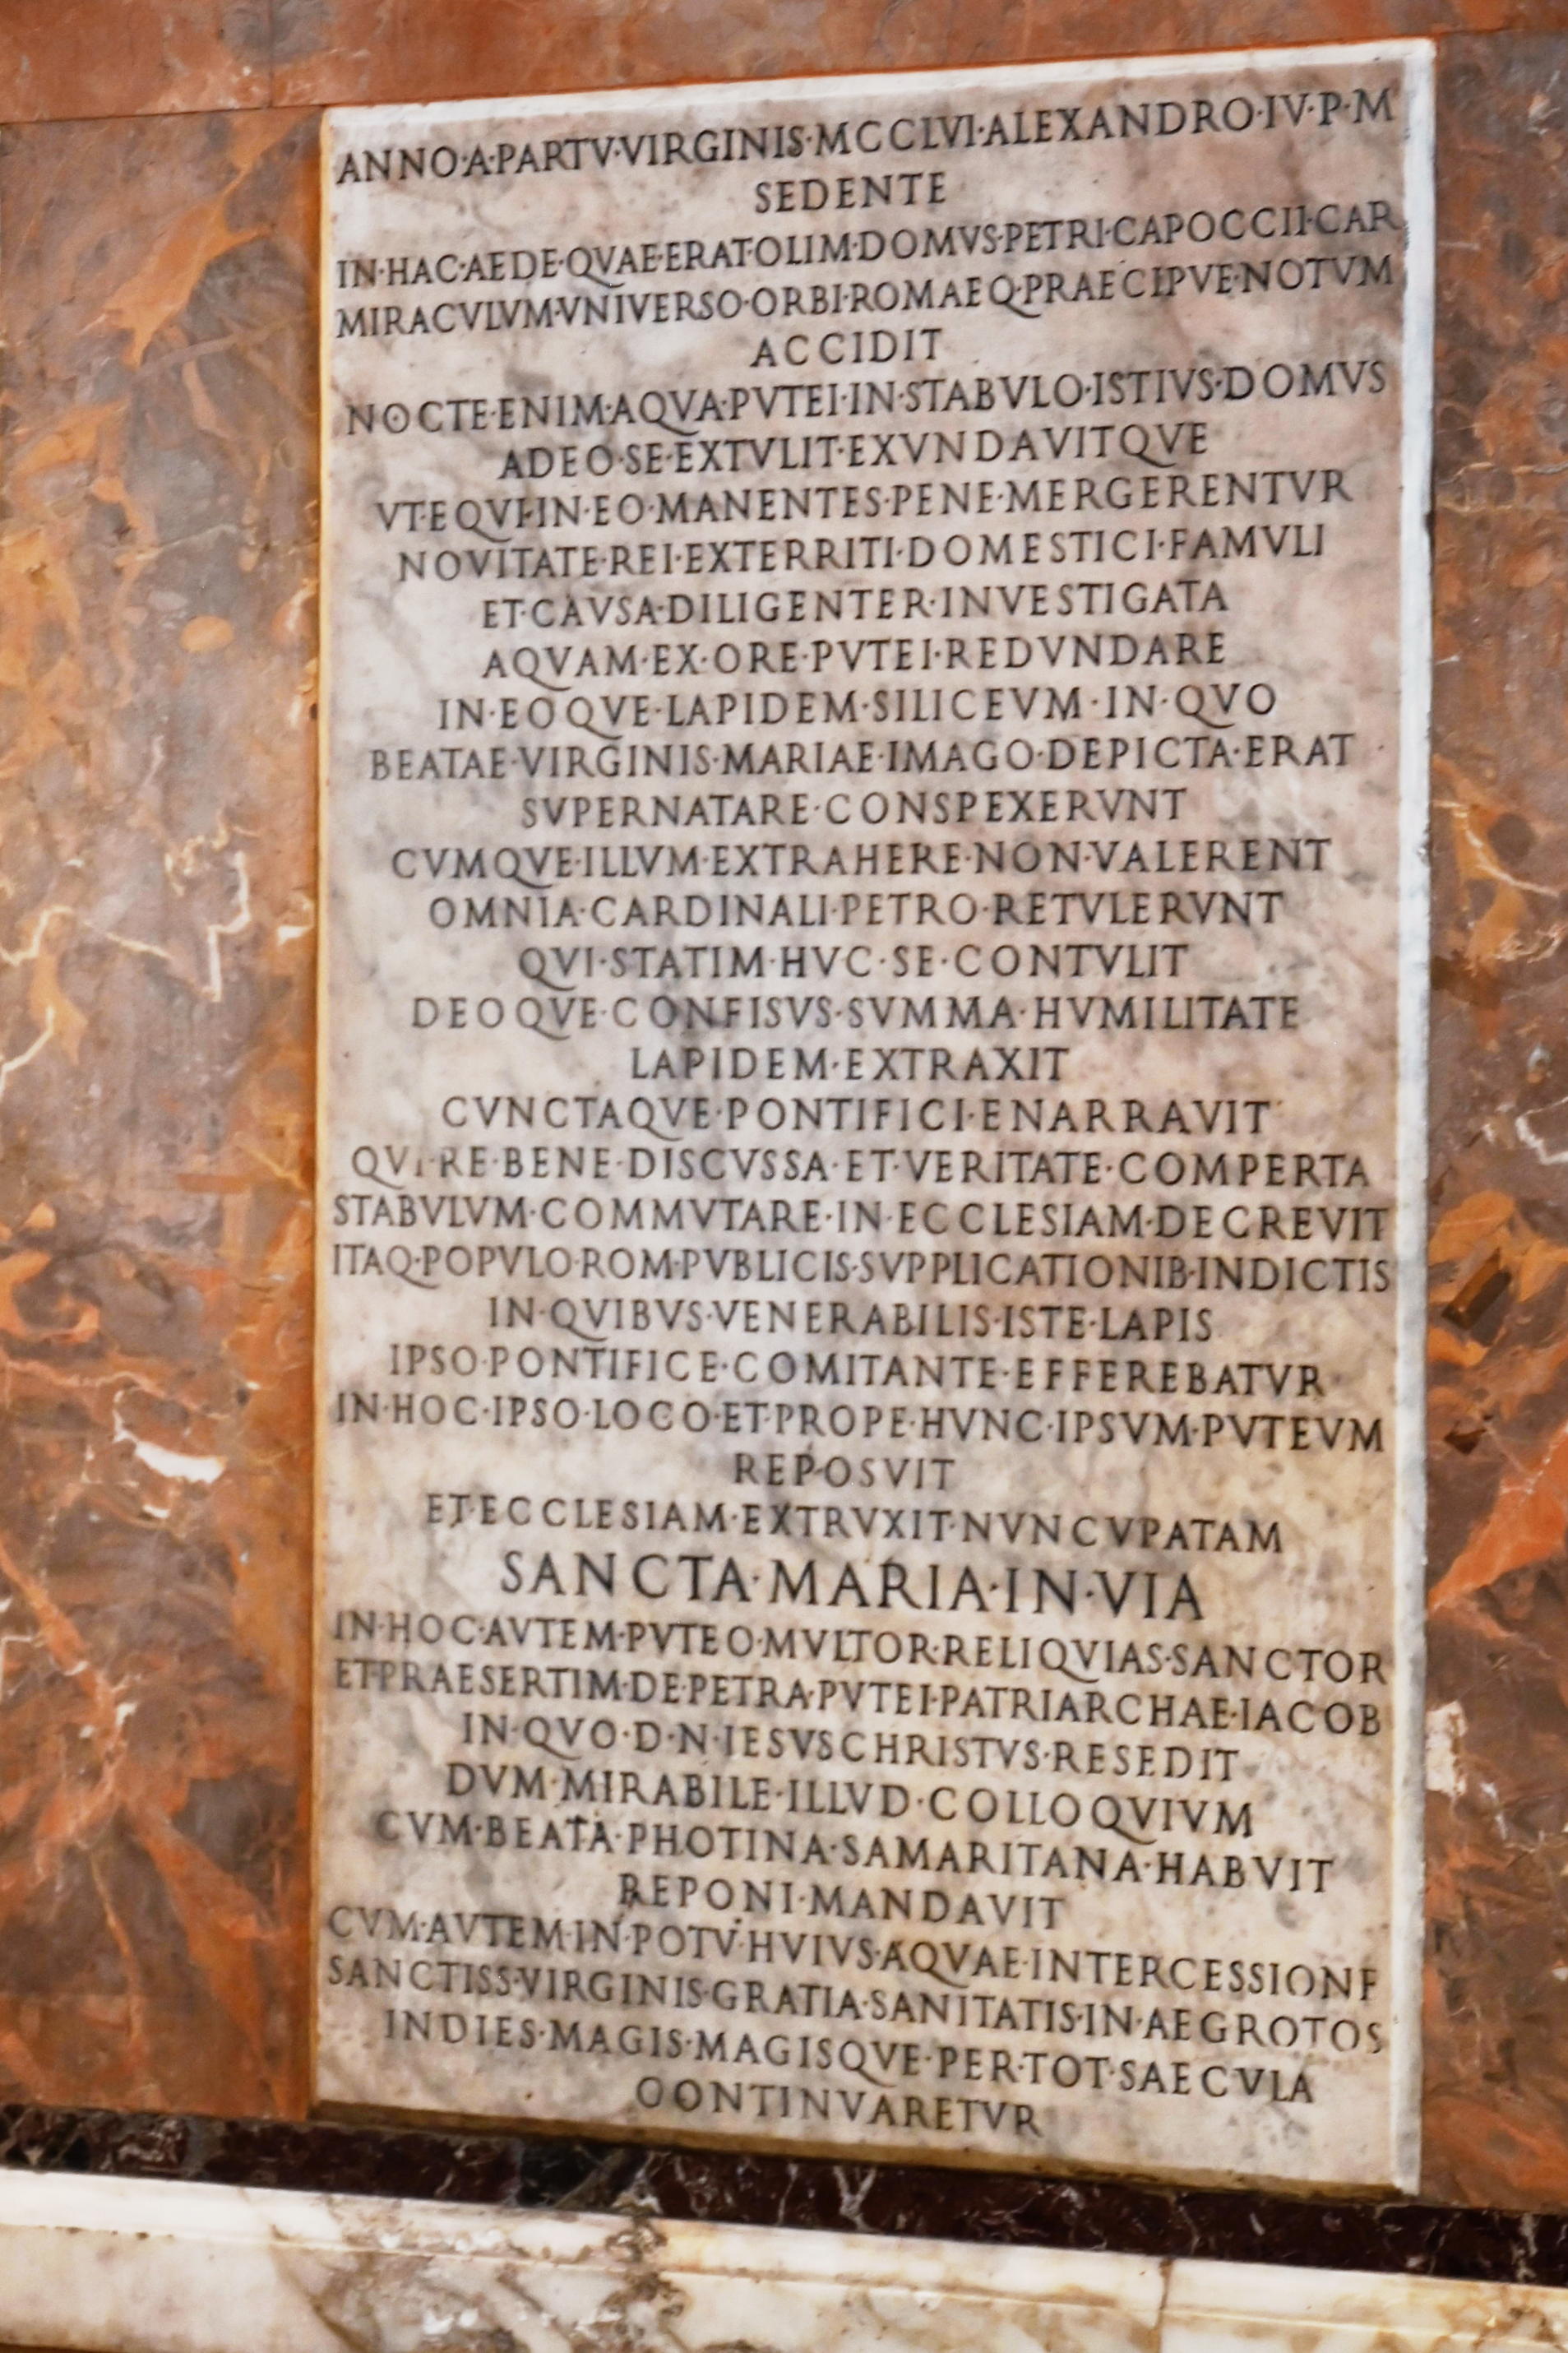 ANNO·A·PARTV·VIRGINIS·MCCLVI·ALEXANDRO·IV·P·M
SEDENTE
IN·HAC·AEDE·QVAE·ERAT·OLIM·DOMVS·PETRI·CAPOCCII·CAR
MIRACVLVM·VNIVERSO·ORBI·ROMAEQ·PRAECIPVE·NOTVM
ACCIDIT
NOCTE·ENIM·AQVA·PVTEI·IN·STABVLO·ISTIVS·DOMVS
ADEO·SE·EXTVLIT·EXVNDAVITQVE
VT·EQVI·IN·EO·MANENTES·PENE·MERGERENTVR
NOVITATE·REI·EXTERRITI·DOMESTICI·FAMVLI
ET·CAVSA·DILIGENTER·INVESTIGATA
AQVAM·EX·ORE·PVTEI·REDVNDARE
IN·EOQVE·LAPIDEM·SILICEVM·IN·QVO
BEATAE·VIRGINIS·MARIAE·IMAGO·DEPICTA·ERAT
SVPERNATARE·CONSPEXERVNT
CVMQVE·ILLVM·EXTRAHERE·NON·VALERENT
OMNIA·CARDINALI·PETRO·RETVLERVNT
QVI·STATIM·HVC·SE·CONTVLIT
DEOQVE·CONFISVS·SVMMA·HVMILITATE
LAPIDEM·EXTRAXIT
CVNCTAQVE·PONTIFICI·ENARRAVIT
QVI·RE·BENE·DISCVSSA·ET·VERITATE·COMPERTA
STABVLVM·COMMVTARE·IN·ECCLESIAM·DECREVIT
ITAQ·POPVLO·ROM·PVBLICIS·SVPPLICATIONIB·INDICTIS
IN·QVIBVS·VENERABILIS·ISTE·LAPIS
IPSO·PONTIFICE·COMITANTE·EFFEREBATVR
IN·HOC·IPSO·LOCO·ET·PROPE·HVNC·IPSVM·PVTEVM
REPOSVIT
ET·ECCLESIAM·EXTRVXIT·NVNCVPATAM
SANCTA·MARIA·IN·VIA
IN·HOC·AVTEM·PVTEO·MVLTOR·RELIQVIAS·SANCTOR
ET·PRAESERTIM·DE·PETRA·PVTEI·PATRIARCHAE·IACOB
IN·QVO·D·N·IESVS CHRISTVS·RESEDIT
DVM·MIRABILE·ILLVD·COLLOQVIVM
CVM·BEATA·PHOTINA·SAMARITANA·HABVIT
REPONI·MANDAVIT
CVM·AVTEM·IN·POTV·HVIVS·AQVAE·INTERCESSIONE
SANCTISS·VIRGINIS·GRATIA·SANITATIS·IN·AEGROTOS
INDIES·MAGIS·MAGISQVE·PER·TOT·SAECVLA
CONTINVARETVR